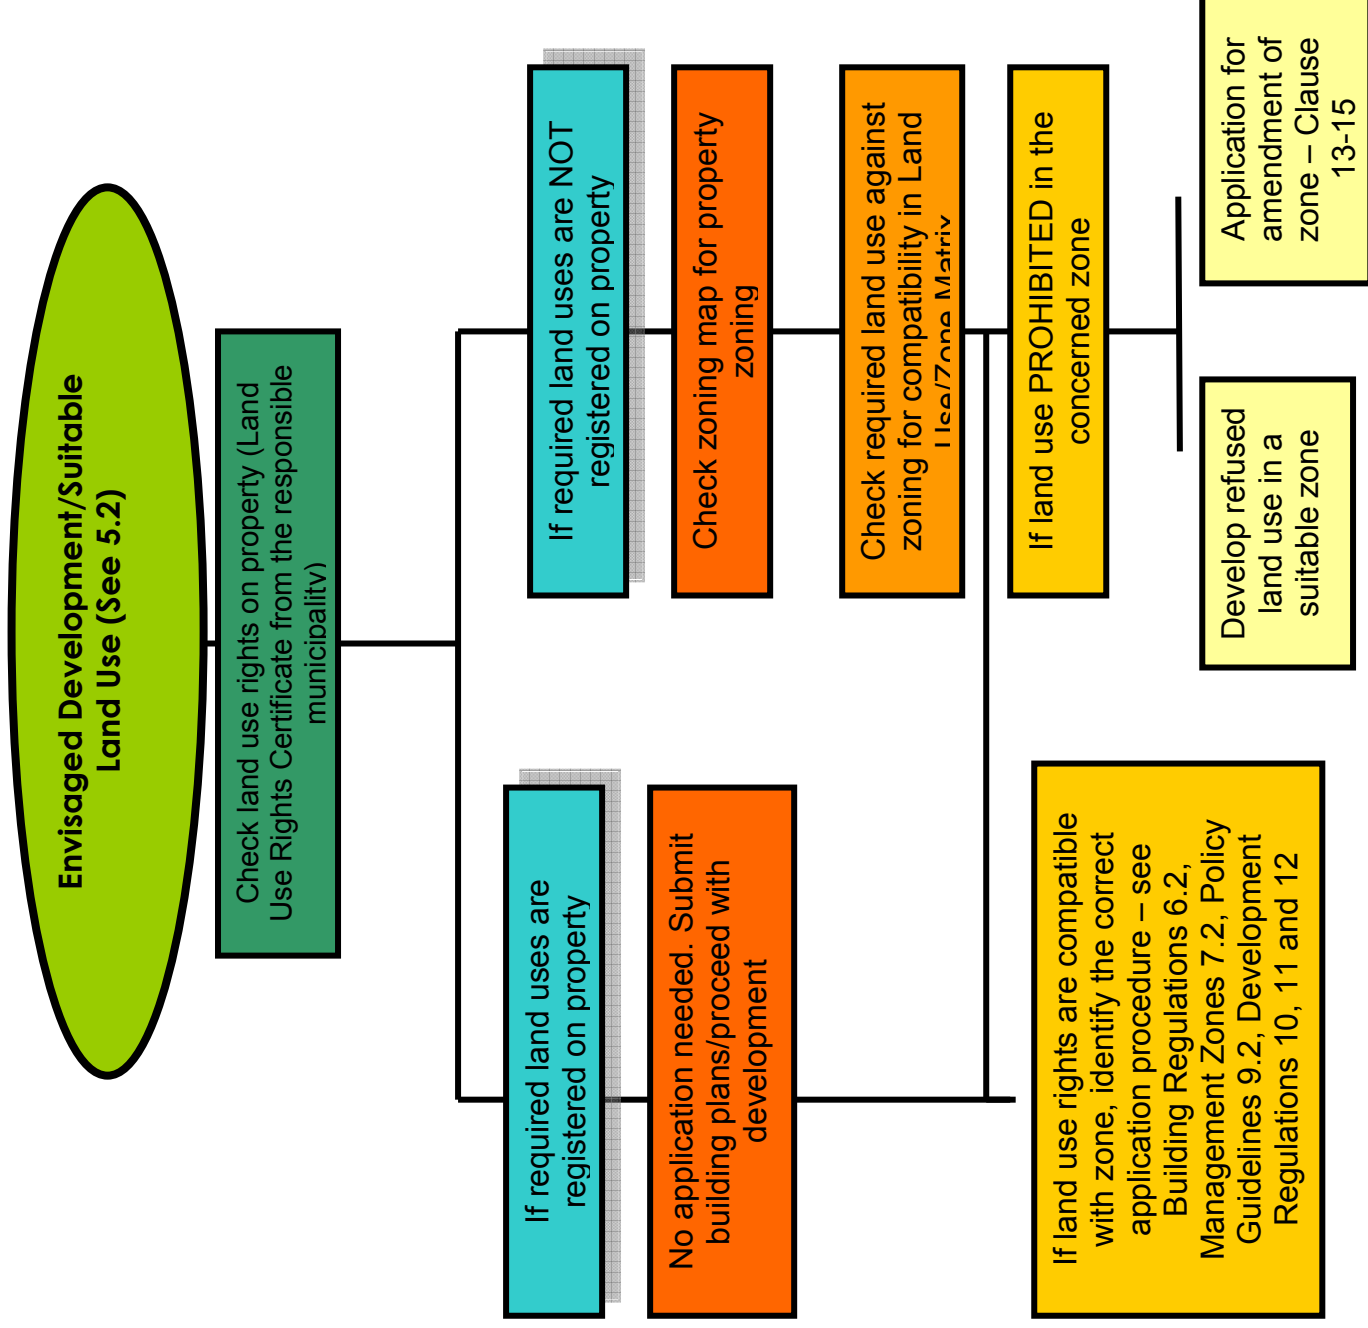 Envisaged Development/Suitable
Land Use (See 5.2)
Check land use rights on property (Land
Use Rights Certificate from the responsible
municipality)
If required land uses are
registered on property
No application needed. Submit
building plans/proceed with
development
If required land uses are NOT
registered on property
Check zoning map for property
zoning
Check required land use against
zoning for compatibility in Land
Use/Zone Matrix
If land use rights are compatible
with zone, identify the correct
application procedure – see
Building Regulations 6.2,
Management Zones 7.2, Policy
Guidelines 9.2, Development
Regulations 10, 11 and 12
If land use PROHIBITED in the
concerned zone
Develop refused
land use in a
suitable zone
Application for
amendment of
zone – Clause
13-15